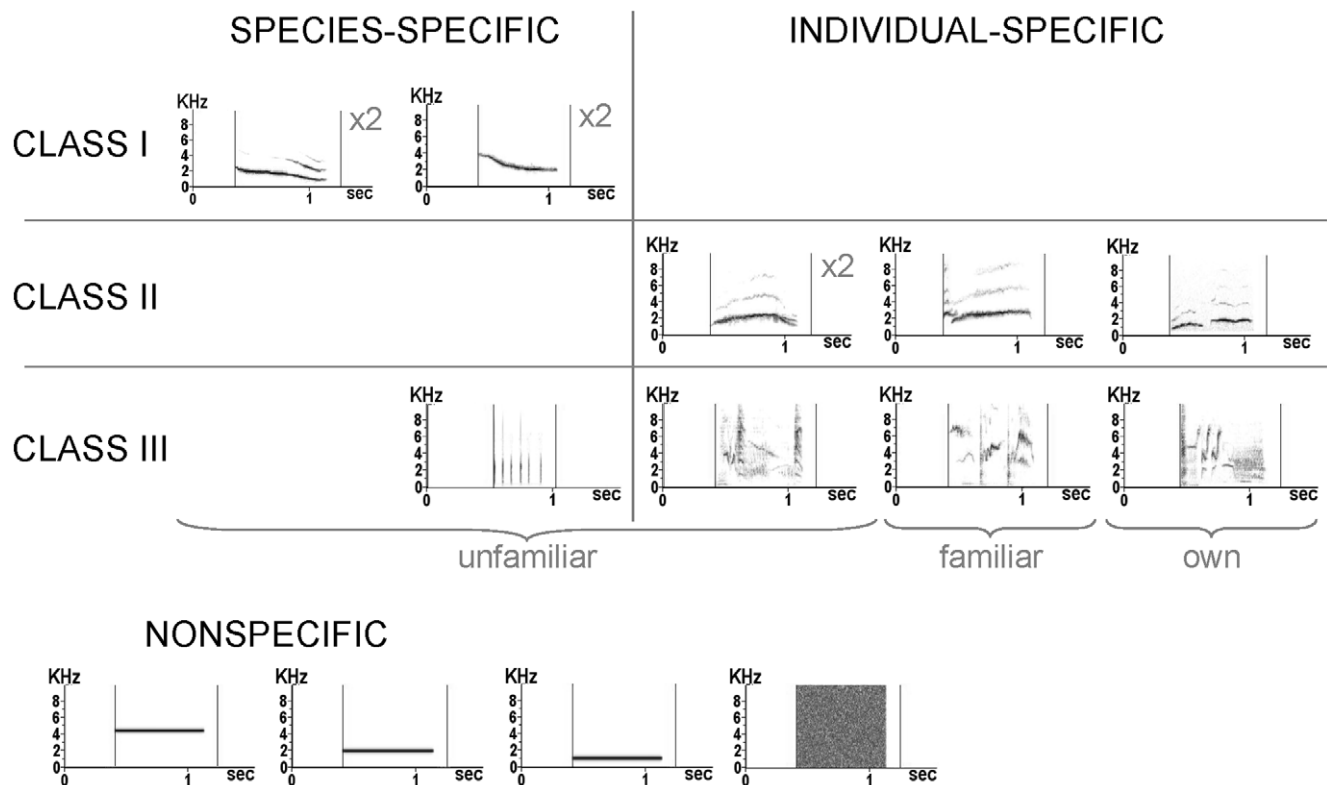 SPECIES-SPECIFIC INDIVIDUAL-SPECIFIC
CLASS I
KHz
8
6
4
2
0
0 1 sec
x2
KHz
8
6
4
2
0
0 1 sec
x2
CLASS II
KHz
8
6
4
2
0
0 1 sec
x2
KHz
8
6
4
2
0
0 1 sec
KHz
8
6
4
2
0
0 1 sec
CLASS III
KHz
8
6
4
2
0
0 1 sec
KHz
8
6
4
2
0
0 1 sec
KHz
8
6
4
2
0
0 1 sec
KHz
8
6
4
2
0
0 1 sec
unfamiliar familiar own
NONSPECIFIC
KHz
8
6
4
2
0
0 1 sec
KHz
8
6
4
2
0
0 1 sec
KHz
8
6
4
2
0
0 1 sec
KHz
8
6
4
2
0
0 1 sec